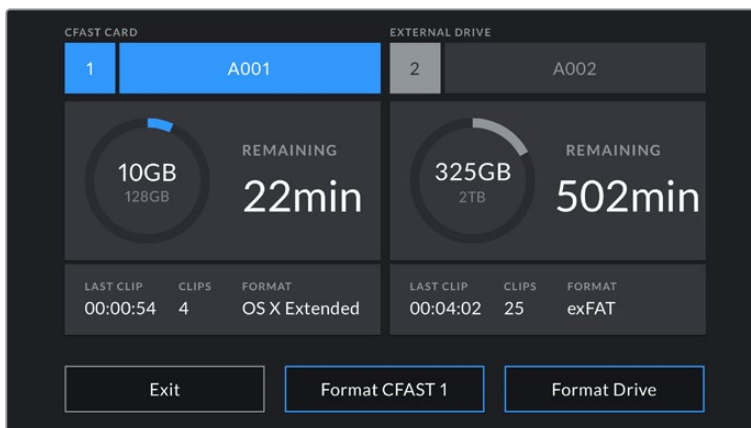 CFAST CARD
1 A001
10GB
128GB
REMAINING
22min
LAST CLIP CLIPS FORMAT
00:00:54 4 OS X Extended
EXTERNAL DRIVE
2 A002
325GB
2TB
REMAINING
502min
LAST CLIP CLIPS FORMAT
00:04:02 25 exFAT
Exit Format CFAST 1 Format Drive